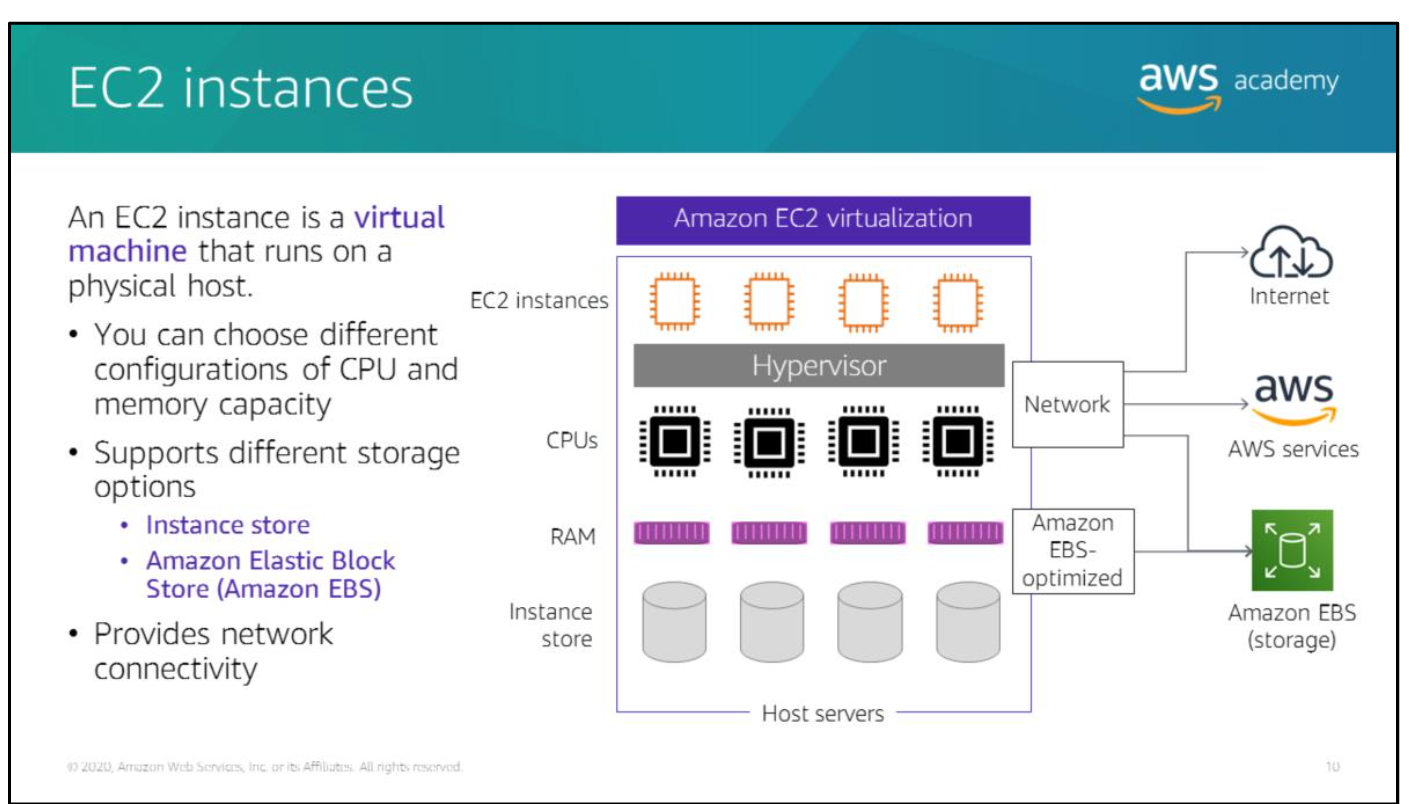 EC2 instances
aws academy
An EC2 instance is a virtual
machine that runs on a
physical host.
• You can choose different
configurations of CPU and
memory capacity
• Supports different storage
options
• Instance store
• Amazon Elastic Block
Store (Amazon EBS)
• Provides network
connectivity
Amazon EC2 virtualization
EC2 instances
Hypervisor
CPUs
RAM
Instance
store
Host servers
Network
Amazon
EBS-
optimized
Internet
aws
AWS services
Amazon EBS
(storage)
© 2020, Amazon Web Services, Inc. or its Affiliates. All rights reserved.
10